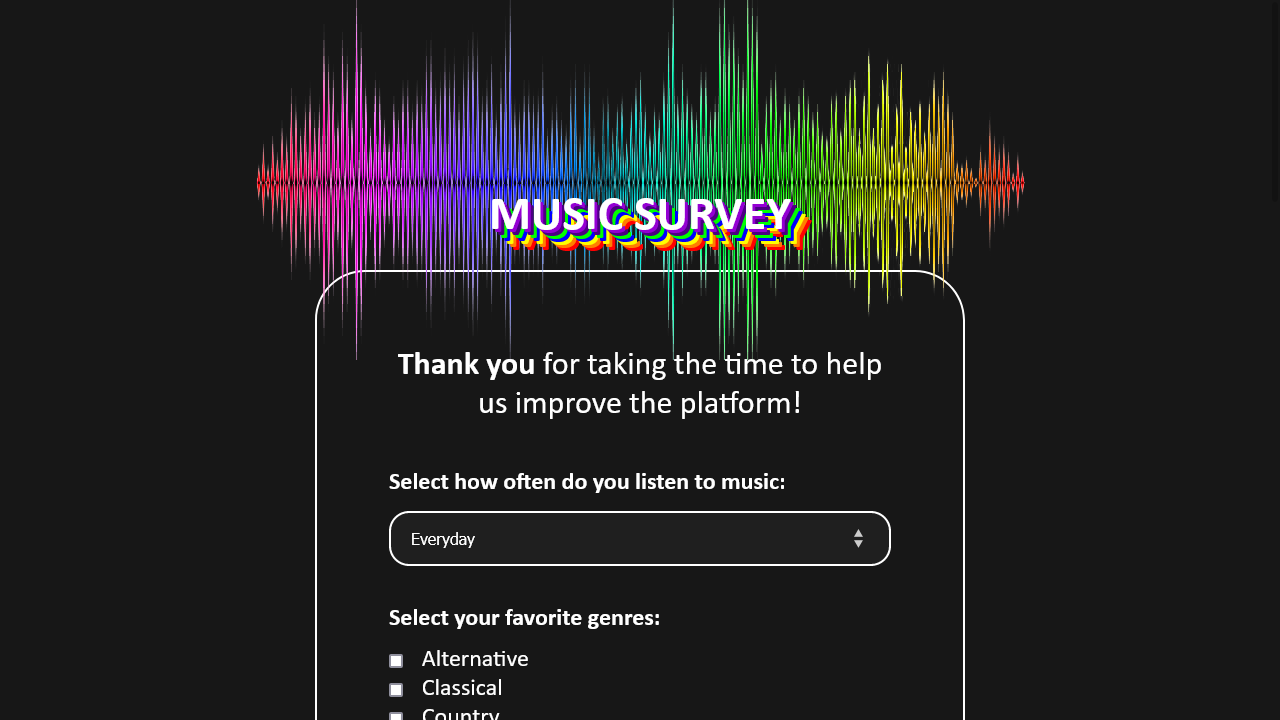 MUSIC SURVEY
Thank you for taking the time to help
us improve the platform!
Select how often do you listen to music:
Everyday
Select your favorite genres:
Alternative
Classical
Country